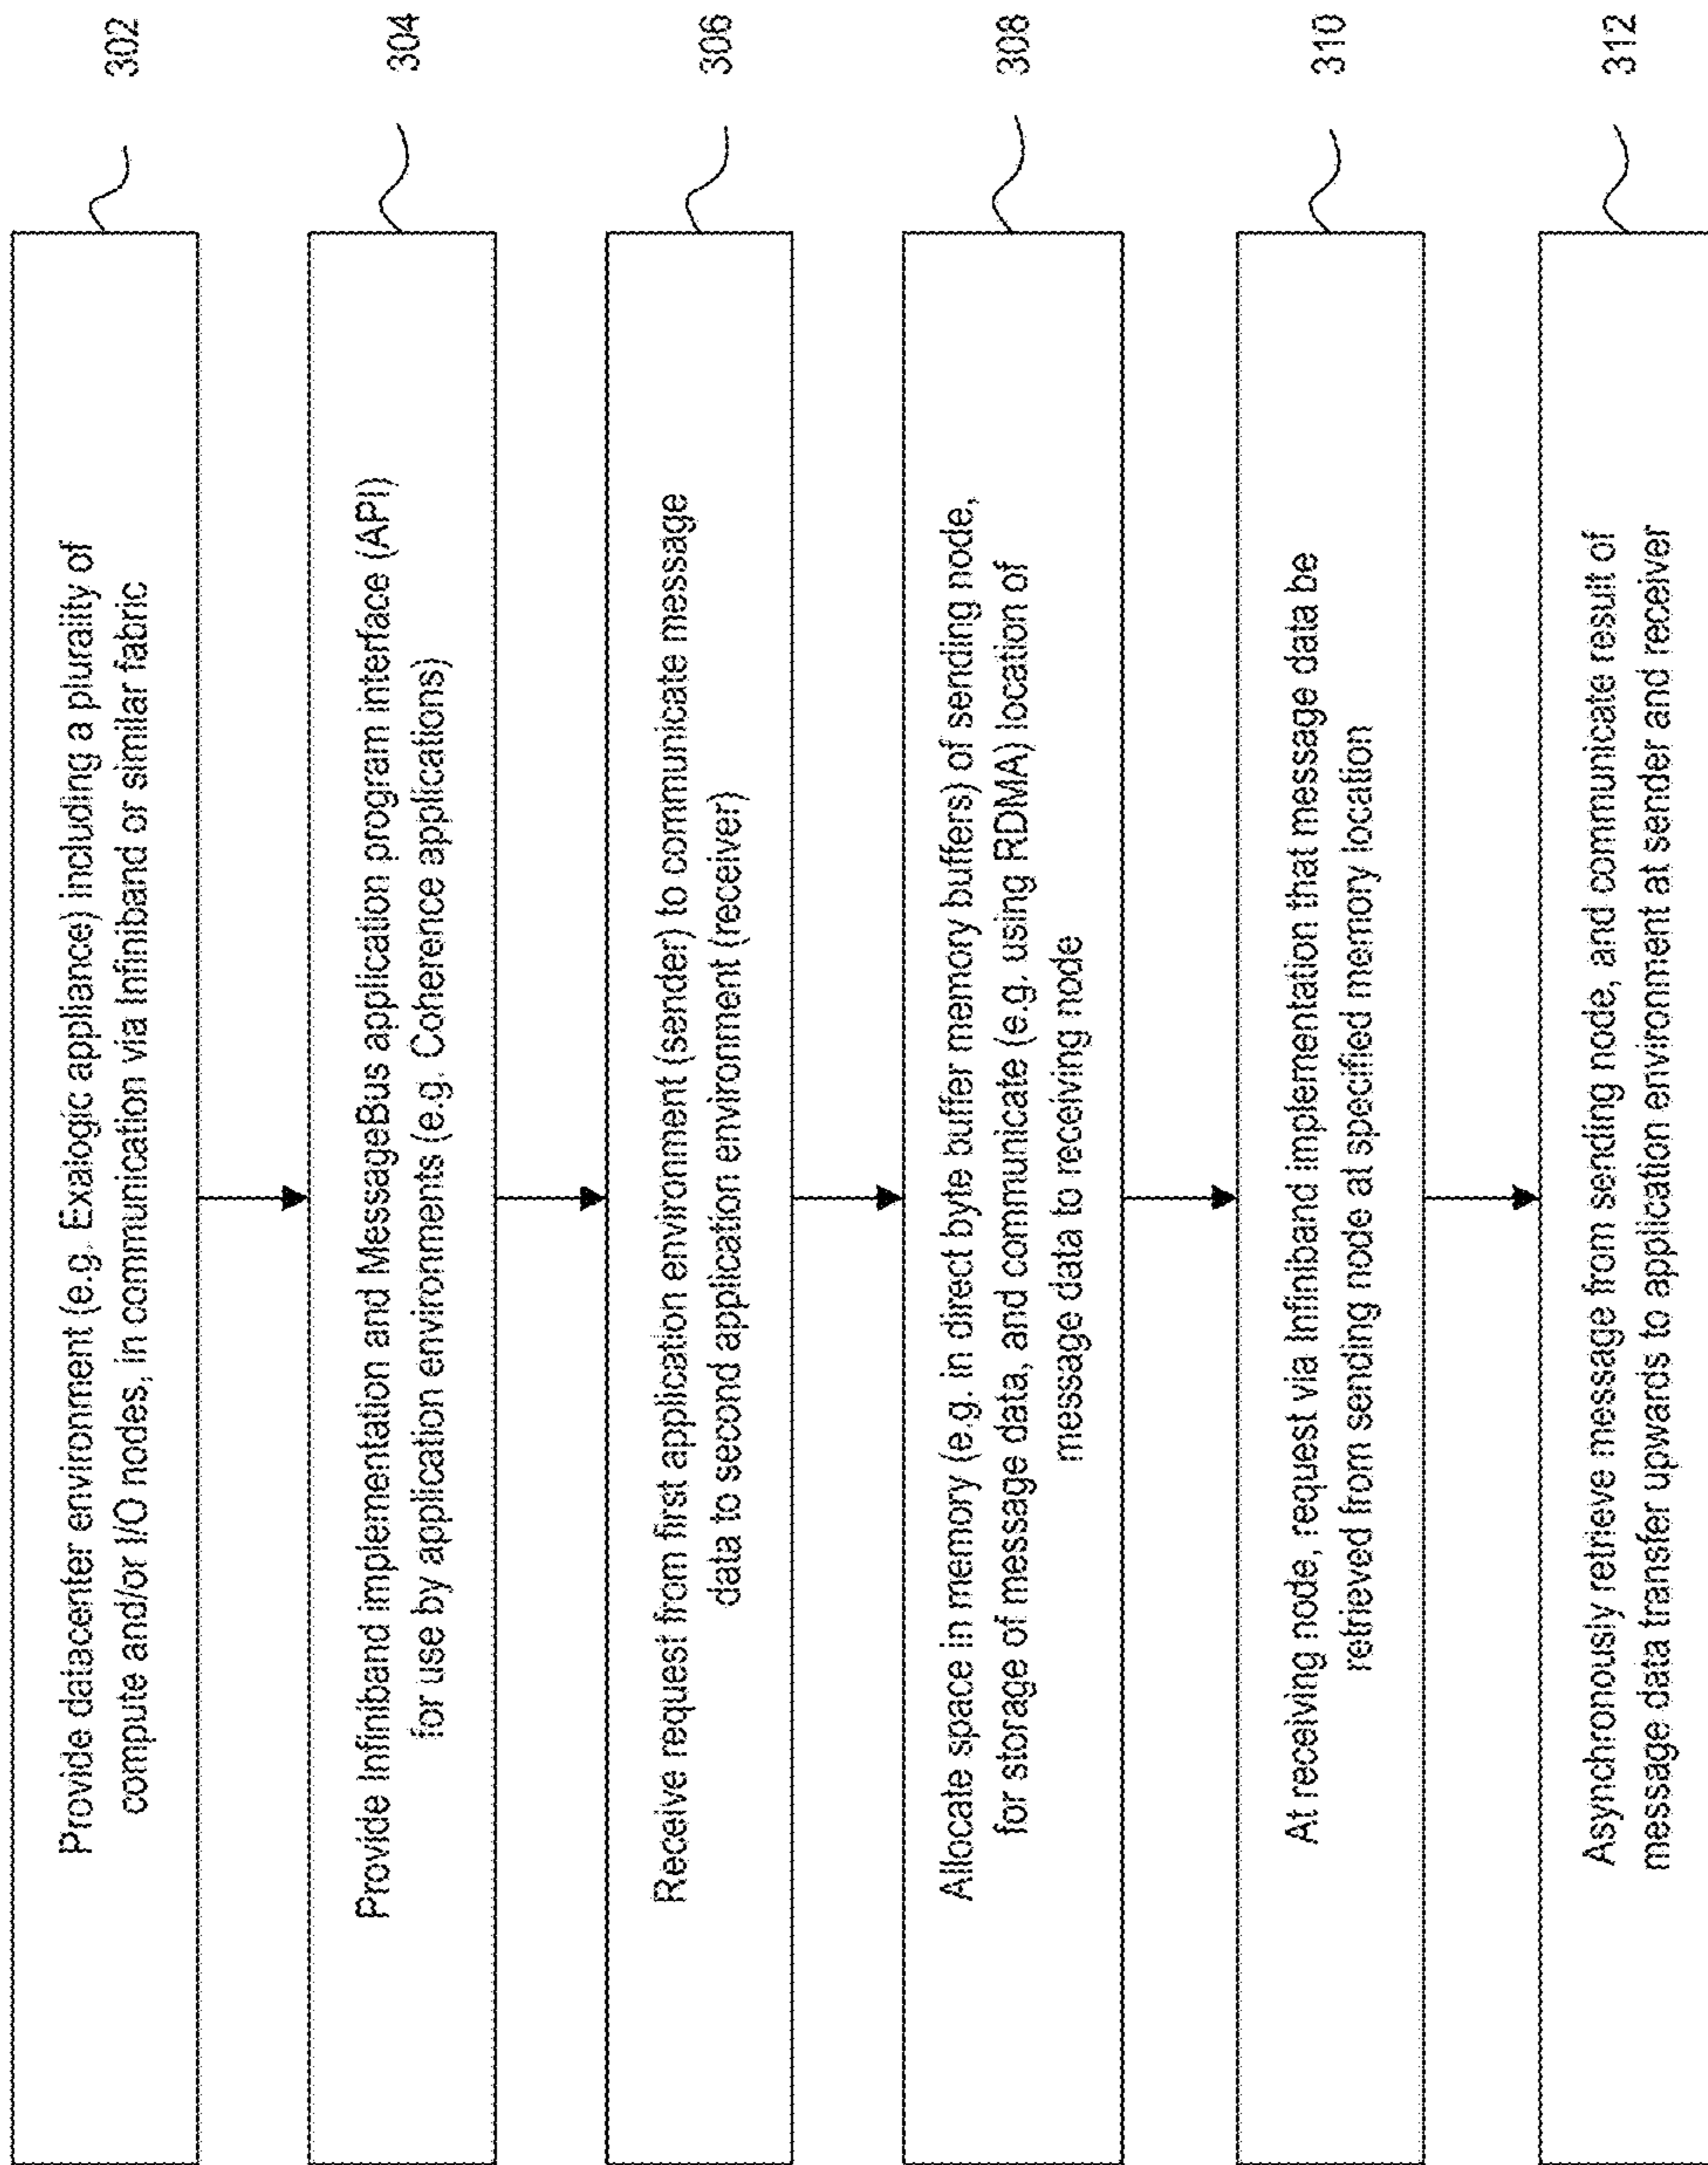 Provide datacenter environment (e.g. Exalogic appliance) including a plurality of
compute and/or I/O nodes, in communication via Infiniband or similar fabric
302
Provide Infiniband implementation and MessageBus application program interface (API)
for use by application environments (e.g. Coherence applications)
304
Receive request from first application environment (sender) to communicate message
data to second application environment (receiver)
306
Allocate space in memory (e.g. in direct byte buffer memory buffers) of sending node,
for storage of message data, and communicate (e.g. using RDMA) location of
message data to receiving node
308
At receiving node, request via Infiniband implementation that message data be
retrieved from sending node at specified memory location
310
Asynchronously retrieve message from sending node, and communicate result of
message data transfer upwards to application environment at sender and receiver
312